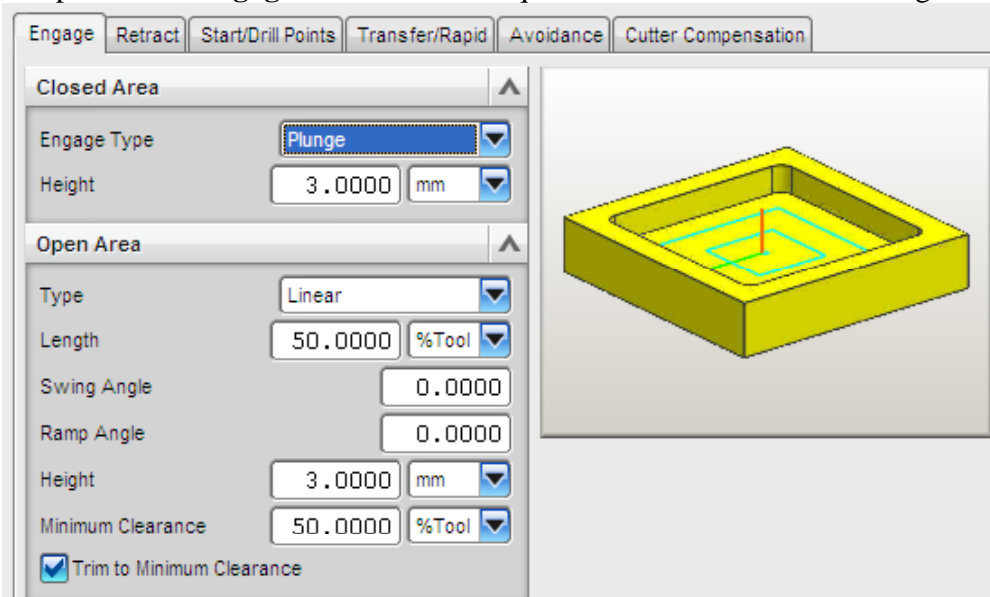 Engage Retract Start/Drill Points Transfer/Rapid Avoidance Cutter Compensation
Closed Area
Engage Type Plunge
Height 3.0000 mm
Open Area
Type Linear
Length 50.0000 %Tool
Swing Angle 0.0000
Ramp Angle 0.0000
Height 3.0000 mm
Minimum Clearance 50.0000 %Tool
Trim to Minimum Clearance